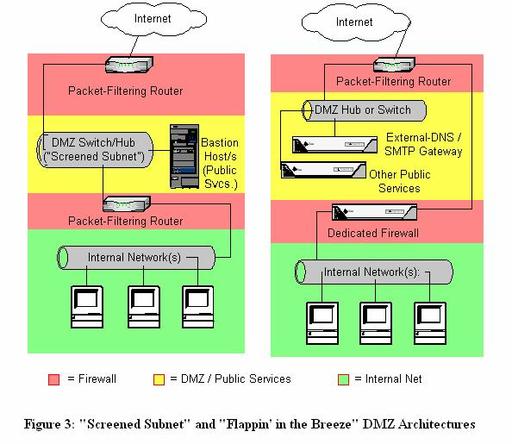 Internet
Packet-Filtering Router
DMZ Switch/Hub
("Screened Subnet")
Bastion
Host/s
(Public
Svcs.)
Packet-Filtering Router
Internal Network(s)
Internet
Packet-Filtering Router
DMZ Hub or Switch
External-DNS /
SMTP Gateway
Other Public
Services
Dedicated Firewall
Internal Network(s):
= Firewall
= DMZ / Public Services
= Internal Net
Figure 3: "Screened Subnet" and "Flappin' in the Breeze" DMZ Architectures